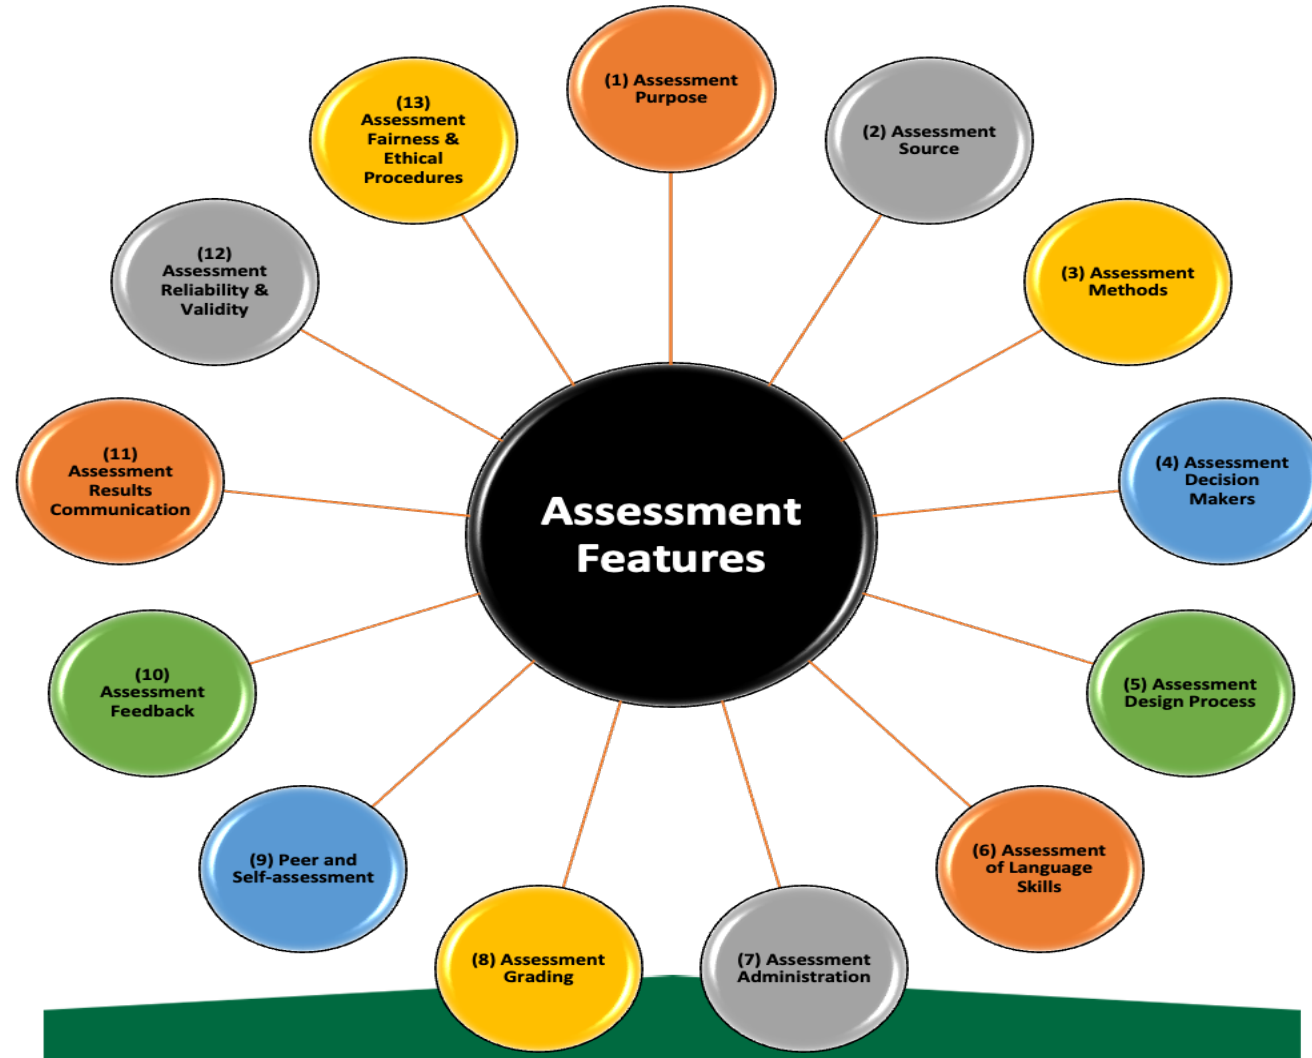 (1) Assessment
Purpose
(2) Assessment
Source
(3) Assessment
Methods
(4) Assessment
Decision
Makers
(5) Assessment
Design Process
(6) Assessment
of Language
Skills
(7) Assessment
Administration
(8) Assessment
Grading
(9) Peer and
Self-assessment
(10)
Assessment
Feedback
(11)
Assessment
Results
Communication
(12)
Assessment
Reliability &
Validity
(13)
Assessment
Fairness &
Ethical
Procedures
Assessment
Features